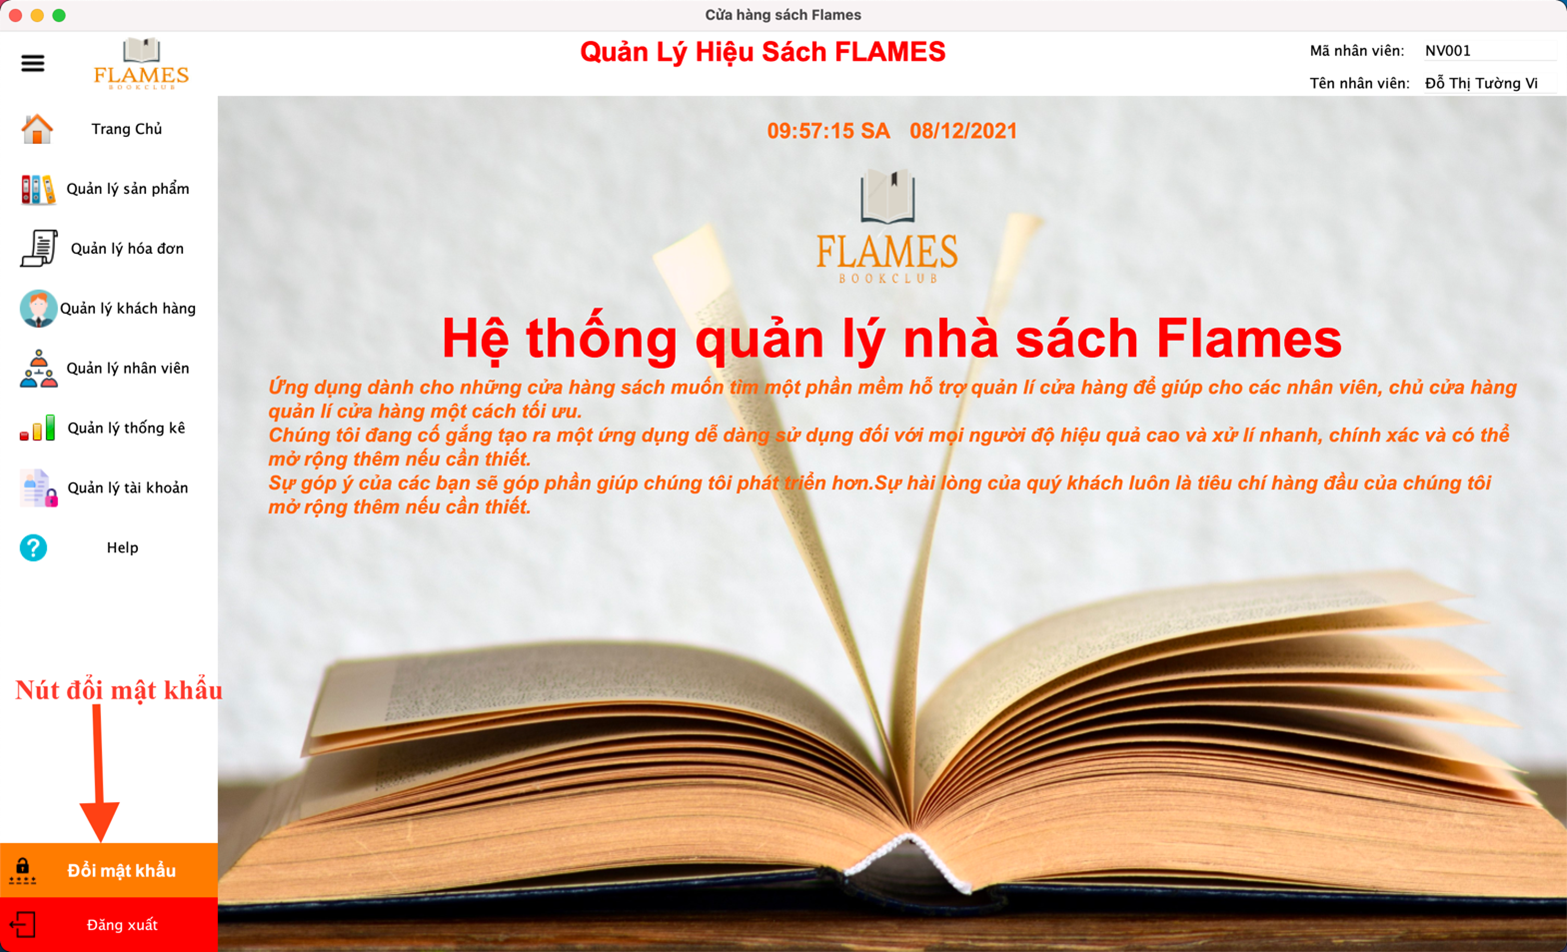 Cửa hàng sách Flames
FLAMES
BOOKCLUB
Quản Lý Hiệu Sách FLAMES
Mã nhân viên: NV001
Tên nhân viên: Đỗ Thị Tường Vi
Trang Chủ
Quản lý sản phẩm
Quản lý hóa đơn
Quản lý khách hàng
Quản lý nhân viên
Quản lý thống kê
Quản lý tài khoản
Help
Nút đổi mật khẩu
Đổi mật khẩu
Đăng xuất
09:57:15 SA 08/12/2021
FLAMES
BOOKCLUB
Hệ thống quản lý nhà sách Flames
Ứng dụng dành cho những cửa hàng sách muốn tìm một phần mềm hỗ trợ quản lí cửa hàng để giúp cho các nhân viên, chủ cửa hàng
quản lí cửa hàng một cách tối ưu.
Chúng tôi đang cố gắng tạo ra một ứng dụng dễ dàng sử dụng đối với mọi người độ hiệu quả cao và xử lí nhanh, chính xác và có thể
mở rộng thêm nếu cần thiết.
Sự góp ý của các bạn sẽ góp phần giúp chúng tôi phát triển hơn.Sự hài lòng của quý khách luôn là tiêu chí hàng đầu của chúng tôi
mở rộng thêm nếu cần thiết.